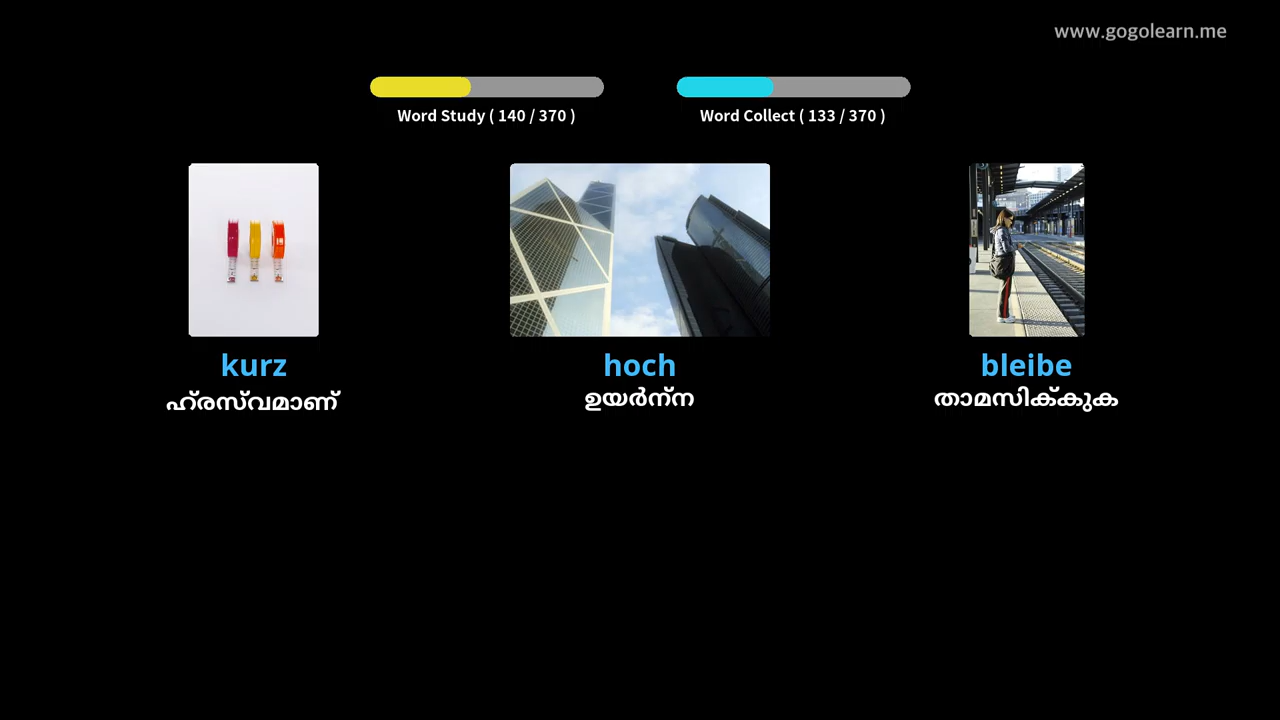 www.gogolearn.me
Word Study ( 140 / 370 )
Word Collect ( 133 / 370 )
kurz
hoch
bleibe
ഹ്രസ്വമാണ്
ഉയർന്ന
താമസിക്കുക